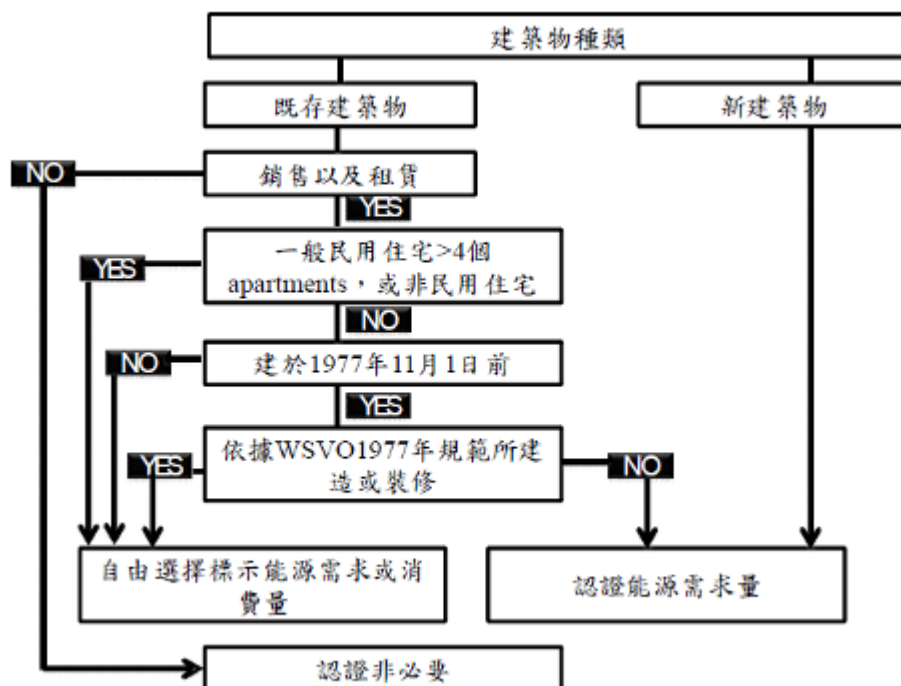 建築物種類
既存建築物
新建築物
NO
銷售以及租賃
YES
YES
一般民用住宅>4個
apartments，或非民用住宅
NO
NO
建於1977年11月1日前
YES
YES
依據WSVO1977年規範所建
造或裝修
NO
自由選擇標示能源需求或消
費量
認證能源需求量
認證非必要